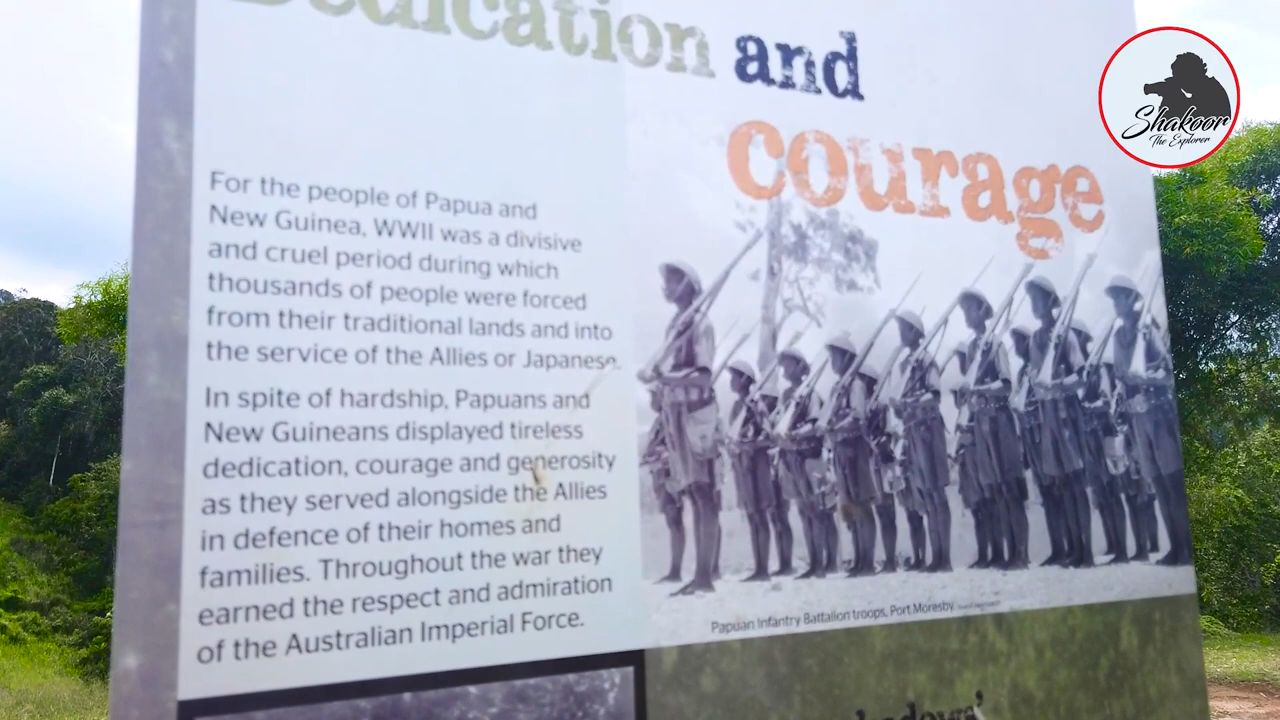 Dedication and
courage
For the people of Papua and
New Guinea, WWII was a divisive
and cruel period during which
thousands of people were forced
from their traditional lands and into
the service of the Allies or Japanese.
In spite of hardship, Papuans and
New Guineans displayed tireless
dedication, courage and generosity
as they served alongside the Allies
in defence of their homes and
families. Throughout the war they
earned the respect and admiration
of the Australian Imperial Force.
Papuan Infantry Battalion troops, Port Moresby
Shakoor
The Explorer